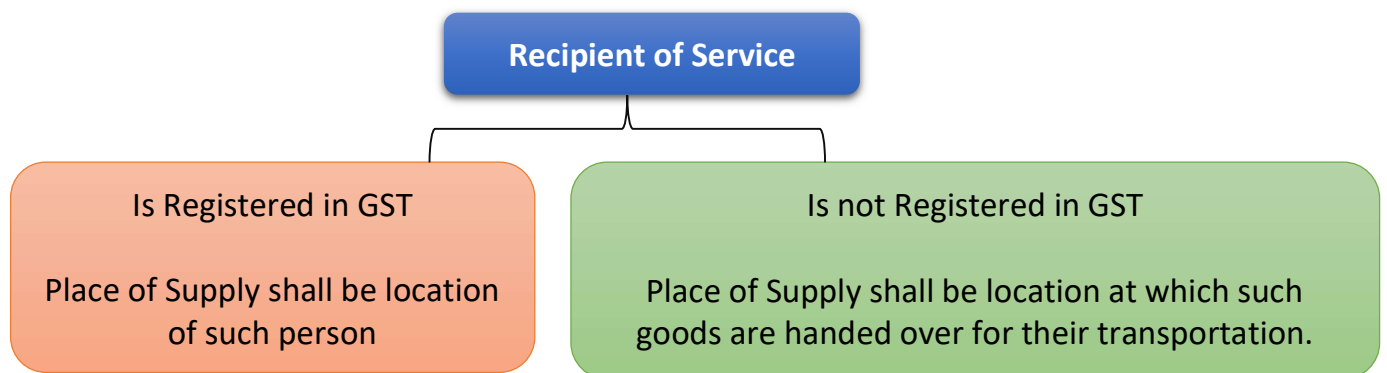 Recipient of Service
Is Registered in GST
Place of Supply shall be location
of such person
Is not Registered in GST
Place of Supply shall be location at which such
goods are handed over for their transportation.